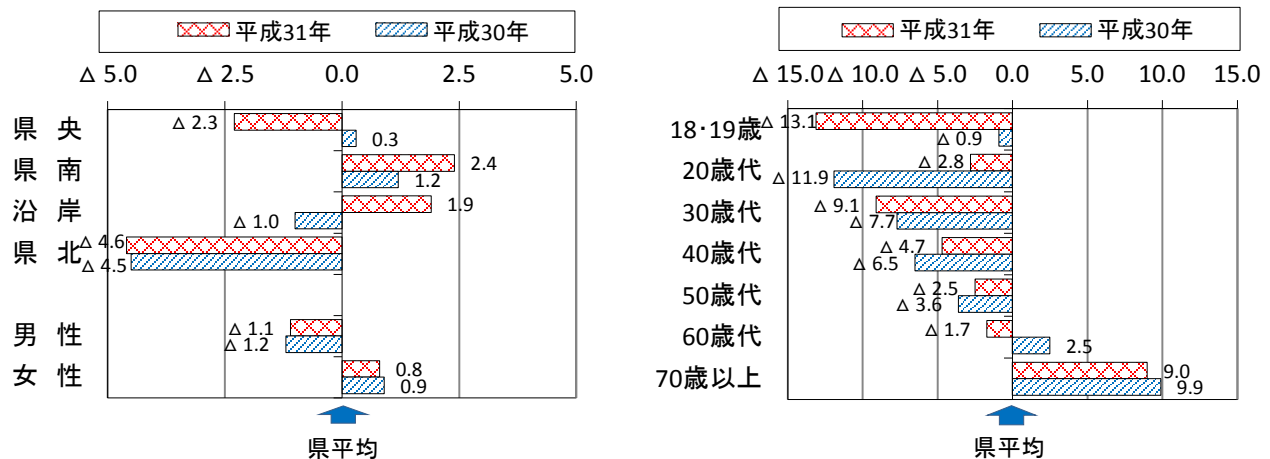 平成31年 平成30年
△ 5.0 △ 2.5 0.0 2.5 5.0
県 央 △ 2.3 0.3
県 南 2.4 1.2
沿 岸 1.9 △ 1.0
県 北 △ 4.6 △ 4.5
男 性 △ 1.1 △ 1.2
女 性 0.8 0.9
県平均
平成31年 平成30年
△ 15.0 △ 10.0 △ 5.0 0.0 5.0 10.0 15.0
18・19歳 △ 13.1 △ 0.9
20歳代 △ 2.8 △ 11.9
30歳代 △ 9.1 △ 7.7
40歳代 △ 4.7 △ 6.5
50歳代 △ 2.5 △ 3.6
60歳代 △ 1.7 2.5
70歳以上 9.0 9.9
県平均